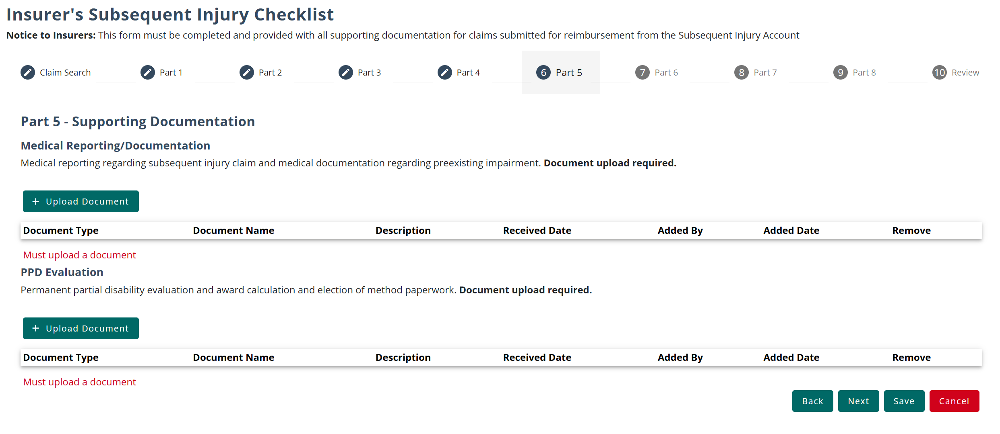 Insurer's Subsequent Injury Checklist
Notice to Insurers: This form must be completed and provided with all supporting documentation for claims submitted for reimbursement from the Subsequent Injury Account
Claim Search Part 1 Part 2 Part 3 Part 4 6 Part 5 7 Part 6 8 Part 7 9 Part 8 10 Review
Part 5 - Supporting Documentation
Medical Reporting/Documentation
Medical reporting regarding subsequent injury claim and medical documentation regarding preexisting impairment. Document upload required.
+ Upload Document
Document Type Document Name Description Received Date Added By Added Date Remove
Must upload a document
PPD Evaluation
Permanent partial disability evaluation and award calculation and election of method paperwork. Document upload required.
+ Upload Document
Document Type Document Name Description Received Date Added By Added Date Remove
Must upload a document
Back Next Save Cancel